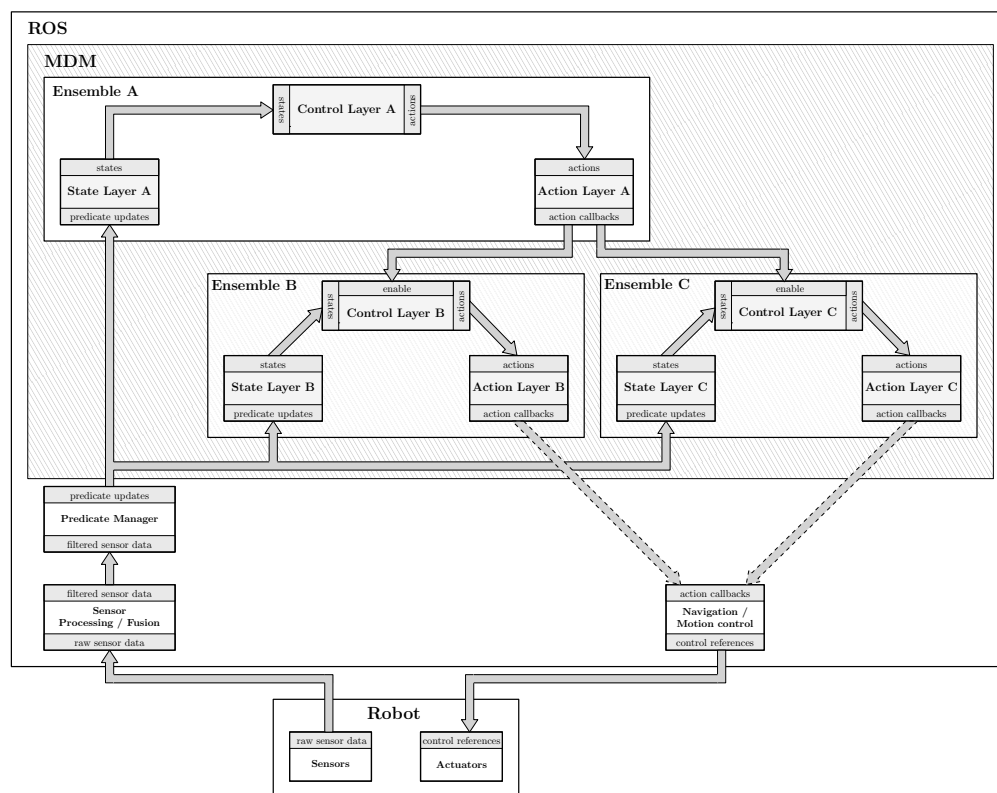 ROS
MDM
Ensemble A
states
Control Layer A
actions
states
State Layer A
predicate updates
actions
Action Layer A
action callbacks
Ensemble B
states
enable
Control Layer B
actions
states
State Layer B
predicate updates
actions
Action Layer B
action callbacks
Ensemble C
states
enable
Control Layer C
actions
states
State Layer C
predicate updates
actions
Action Layer C
action callbacks
predicate updates
Predicate Manager
filtered sensor data
filtered sensor data
Sensor
Processing / Fusion
raw sensor data
action callbacks
Navigation /
Motion control
control references
Robot
raw sensor data
Sensors
control references
Actuators